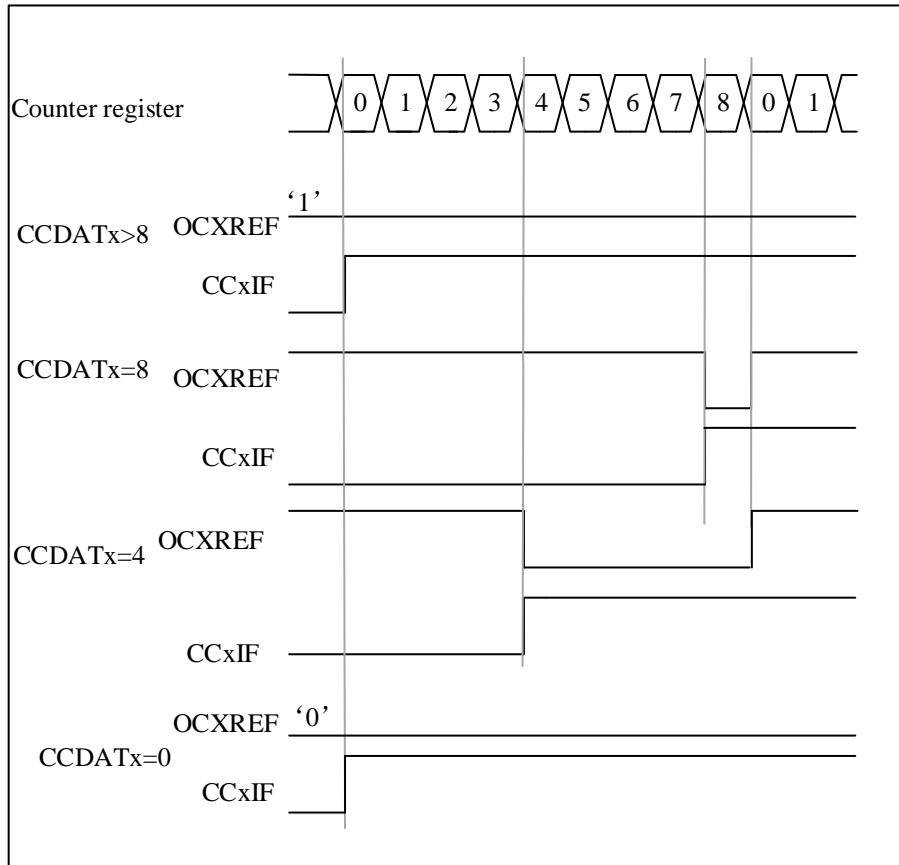 Counter register 0 1 2 3 4 5 6 7 8 0 1
‘1’
CCDATx>8 OCXREF
CCxIF
CCDATx=8 OCXREF
CCxIF
CCDATx=4 OCXREF
CCxIF
OCXREF ‘0’
CCDATx=0
CCxIF